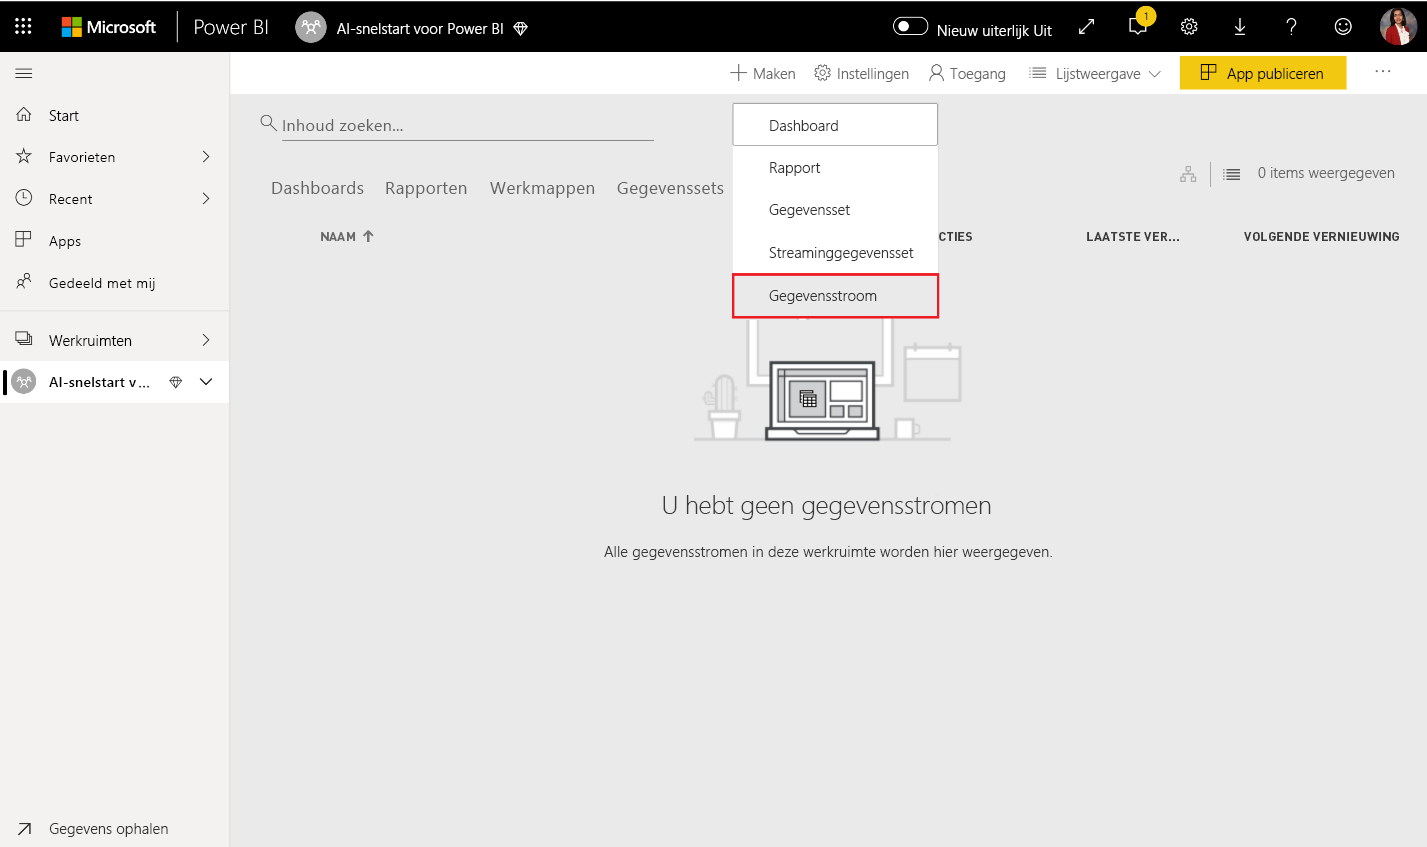 Microsoft Power BI AI-snelstart voor Power BI Nieuw uiterlijk Uit 1
Maken Instellingen Toegang Lijstweergave App publiceren ...
Start
Favorieten
Recent
Apps
Gedeeld met mij
Werkruimten
AI-snelstart v...
Gegevens ophalen
Inhoud zoeken...
Dashboard
Rapport
Gegevensset
Streaminggegevensset
Gegevensstroom
0 items weergegeven
Dashboards Rapporten Werkmappen Gegevenssets
NAAM CTIES LAATSTE VER... VOLGENDE VERNIEUWING
U hebt geen gegevensstromen
Alle gegevensstromen in deze werkruimte worden hier weergegeven.